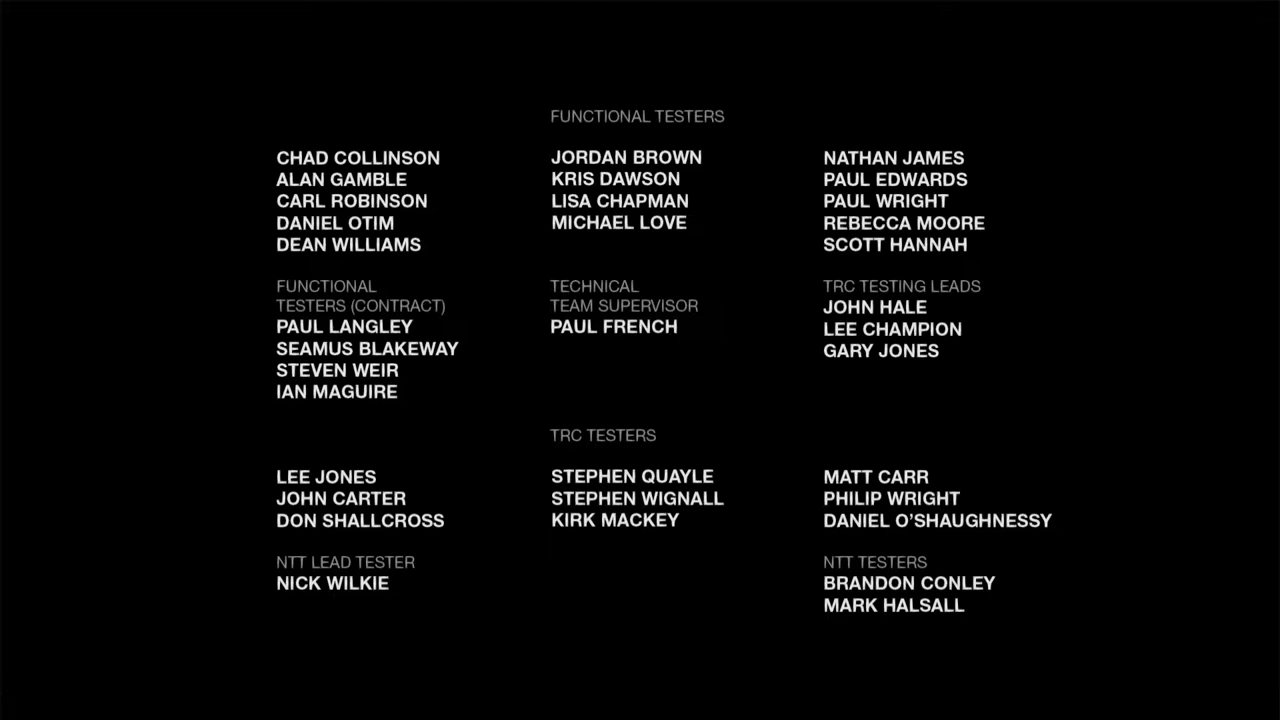 FUNCTIONAL TESTERS
CHAD COLLINSON
ALAN GAMBLE
CARL ROBINSON
DANIEL OTIM
DEAN WILLIAMS
JORDAN BROWN
KRIS DAWSON
LISA CHAPMAN
MICHAEL LOVE
NATHAN JAMES
PAUL EDWARDS
PAUL WRIGHT
REBECCA MOORE
SCOTT HANNAH
FUNCTIONAL
TESTERS (CONTRACT)
PAUL LANGLEY
SEAMUS BLAKEWAY
STEVEN WEIR
IAN MAGUIRE
TECHNICAL
TEAM SUPERVISOR
PAUL FRENCH
TRC TESTING LEADS
JOHN HALE
LEE CHAMPION
GARY JONES
TRC TESTERS
LEE JONES
JOHN CARTER
DON SHALLCROSS
STEPHEN QUAYLE
STEPHEN WIGNALL
KIRK MACKEY
MATT CARR
PHILIP WRIGHT
DANIEL O’SHAUGHNESSY
NTT LEAD TESTER
NICK WILKIE
NTT TESTERS
BRANDON CONLEY
MARK HALSALL